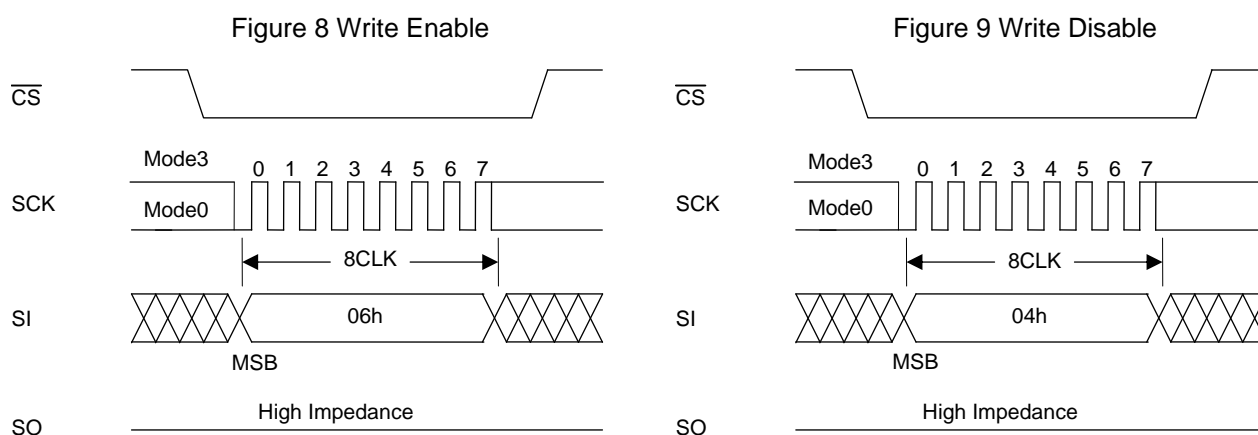 Figure 8 Write Enable
CS
Mode3
0 1 2 3 4 5 6 7
SCK
Mode0
8CLK
SI
06h
MSB
High Impedance
SO
Figure 9 Write Disable
CS
Mode3
0 1 2 3 4 5 6 7
SCK
Mode0
8CLK
SI
04h
MSB
High Impedance
SO